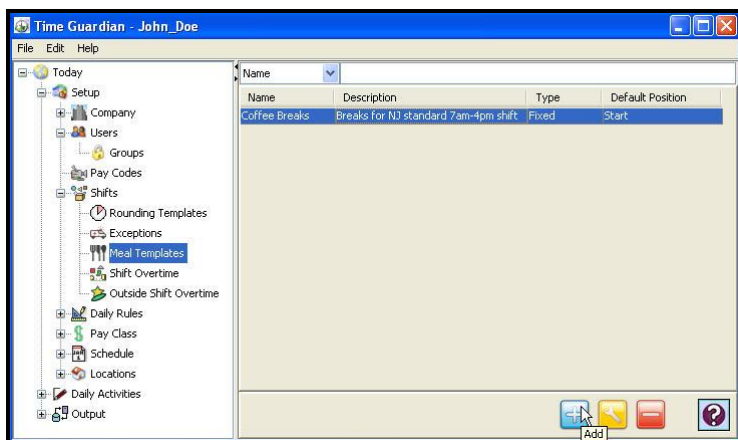 Time Guardian - John_Doe
File Edit Help
Today
Setup
Company
Users
Groups
Pay Codes
Shifts
Rounding Templates
Exceptions
Meal Templates
Shift Overtime
Outside Shift Overtime
Daily Rules
Pay Class
Schedule
Locations
Daily Activities
Output
Name
Name Description Type Default Position
Coffee Breaks Breaks for NJ standard 7am-4pm shift Fixed Start
Add